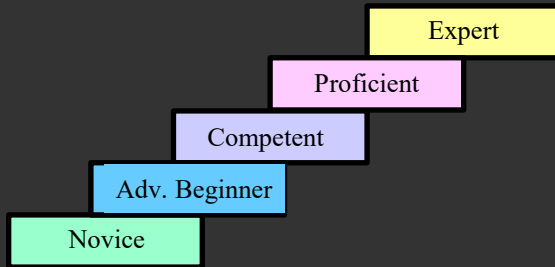 Expert
Proficient
Competent
Adv. Beginner
Novice